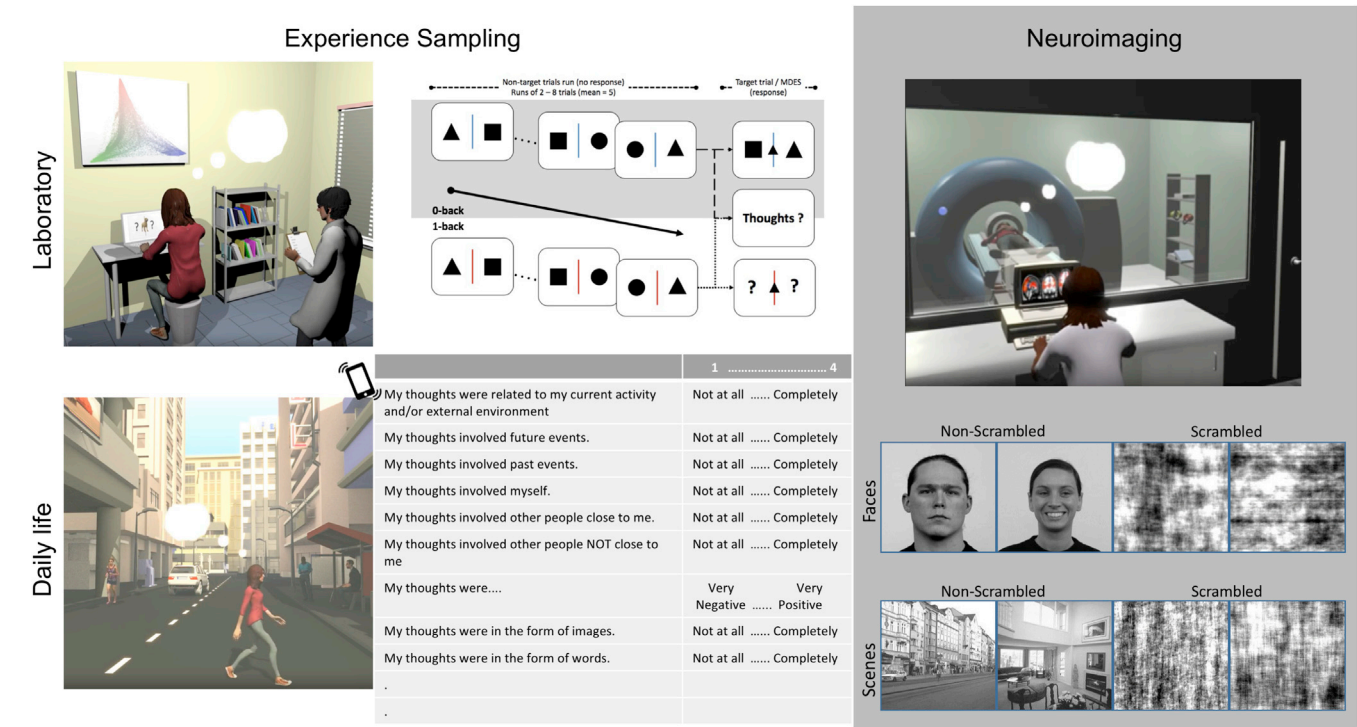 Experience Sampling
Neuroimaging
Laboratory
? ?
Non-target trials run (no response)
Runs of 2 – 8 trials (mean = 5)
Target trial / MDES
(response)
0-back
1-back
Thoughts ?
? ?
Daily life
1 ............................ 4
My thoughts were related to my current activity
and/or external environment
Not at all ...... Completely
My thoughts involved future events.
Not at all ...... Completely
My thoughts involved past events.
Not at all ...... Completely
My thoughts involved myself.
Not at all ...... Completely
My thoughts involved other people close to me.
Not at all ...... Completely
My thoughts involved other people NOT close to
me
Not at all ...... Completely
My thoughts were....
Very Very
Negative ...... Positive
My thoughts were in the form of images.
Not at all ...... Completely
My thoughts were in the form of words.
Not at all ...... Completely
.
.
Non-Scrambled
Scrambled
Faces
Non-Scrambled
Scrambled
Scenes